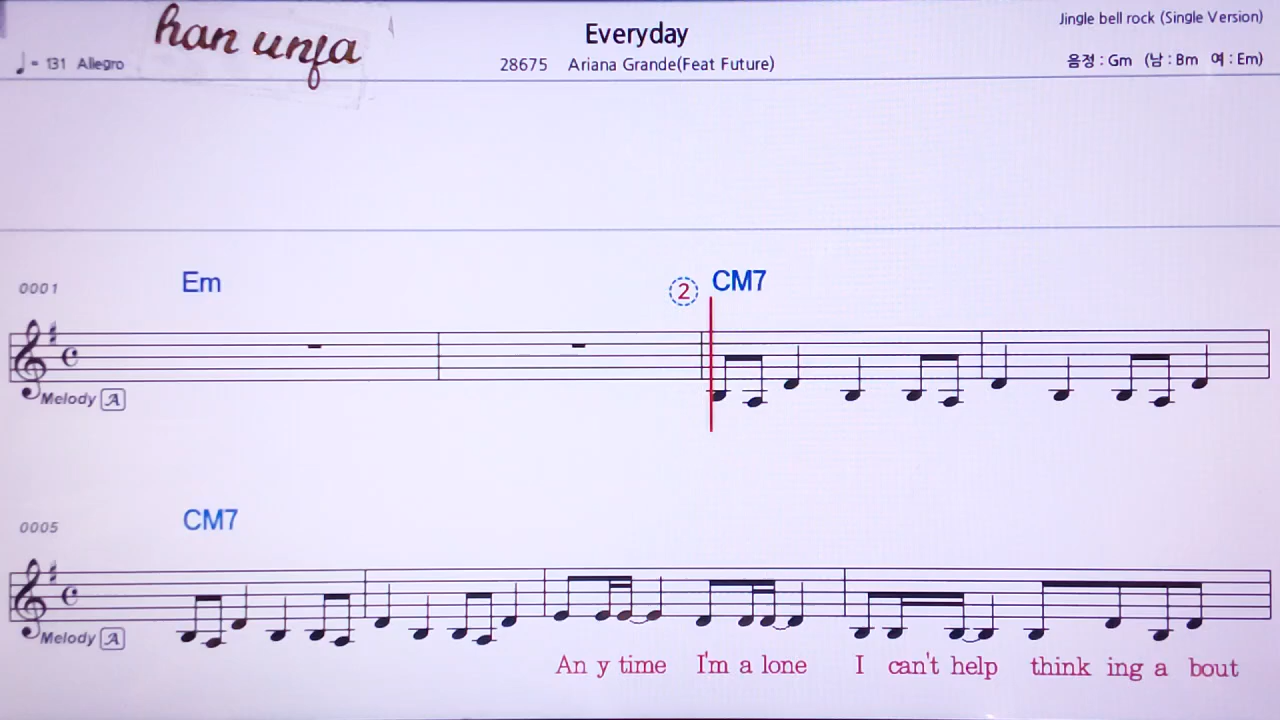 han unfa
Everyday
Jingle bell rock (Single Version)
♩= 131 Allegro
28675 Ariana Grande(Feat Future)
음정 : Gm (남 : Bm 여 : Em)
0001
Em
2
CM7
Melody A
0005
CM7
Melody A
An y time I'm a lone I can't help think ing a bout